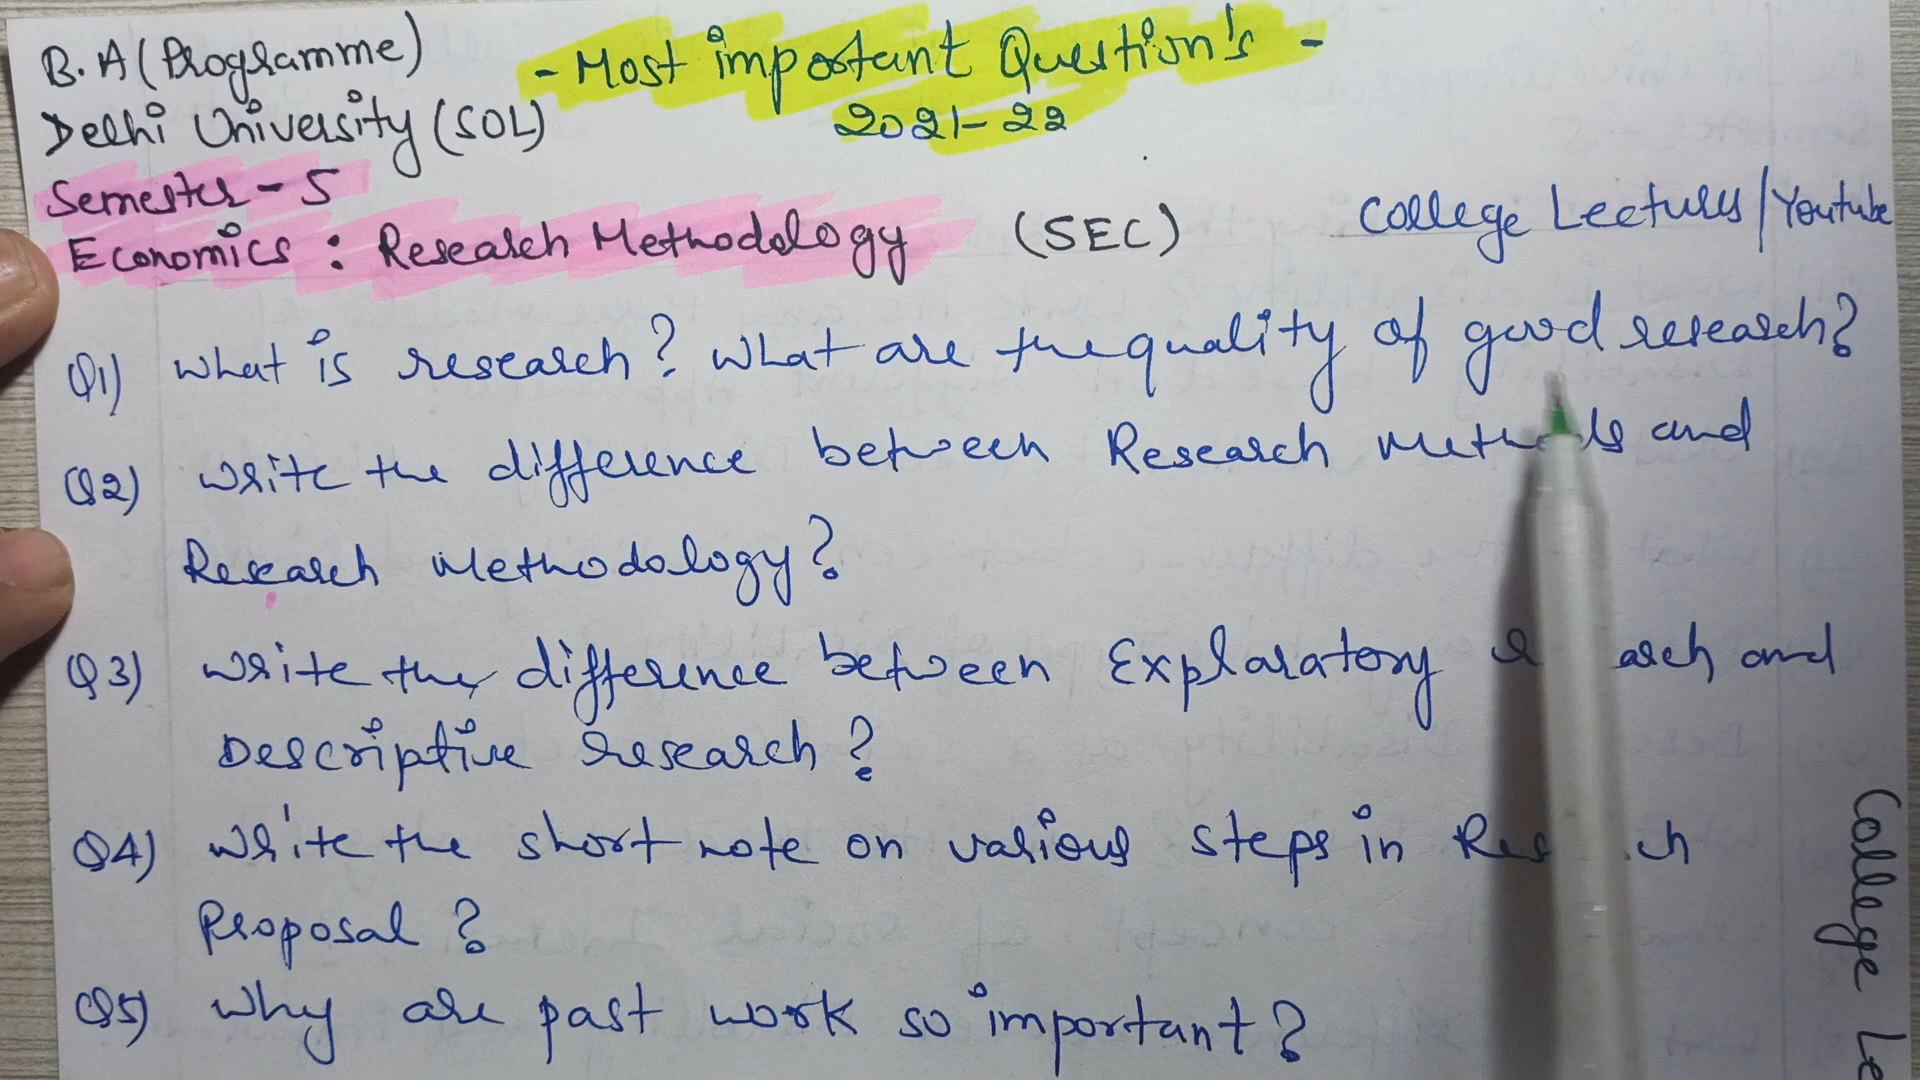 B.A (Programme)
Delhi University (SOL)
- Most important Question's -
2021-22
Semester - 5
Economics : Research Methodology (SEC)
College Lectures/Youtube
Q1) What is research? What are the quality of good research?
Q2) Write the difference between Research Methods and
Research Methodology?
Q3) Write the difference between Exploratory and
Descriptive research?
Q4) Write the short note on various steps in
Proposal?
Q5) Why are past work so important?
College Le